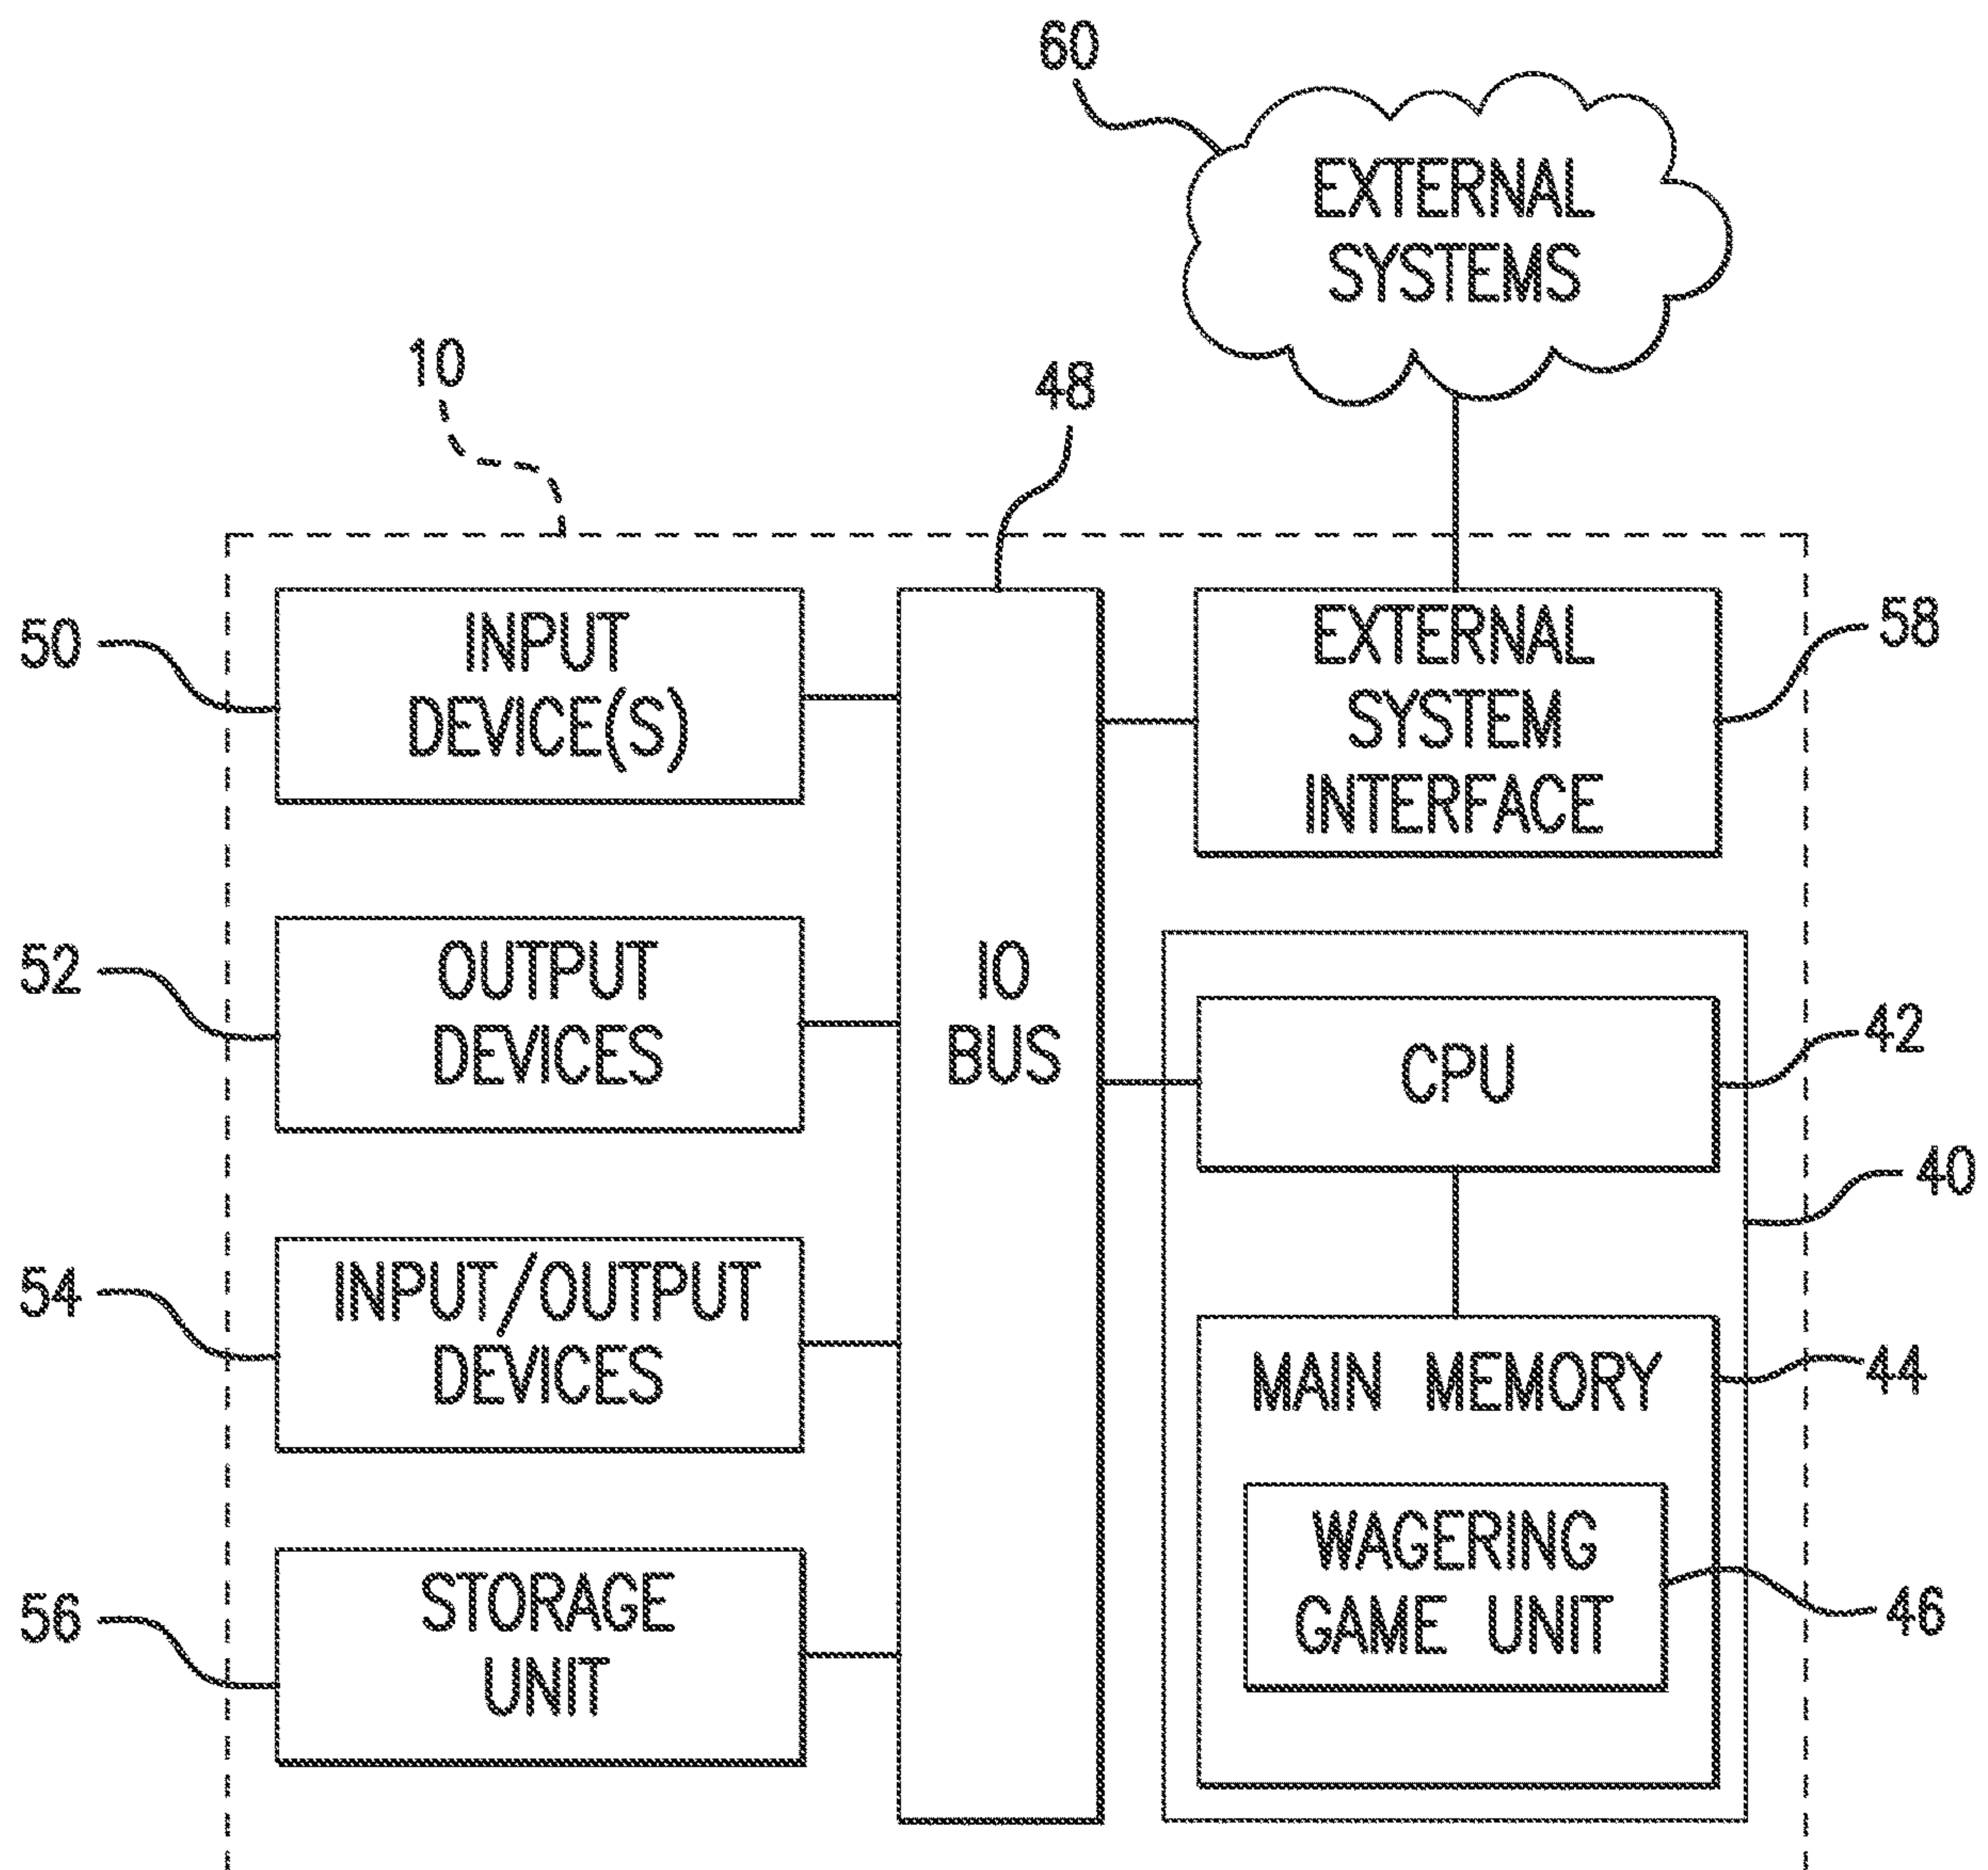 60
EXTERNAL
SYSTEMS
10
48
50
INPUT
DEVICE(S)
EXTERNAL
SYSTEM
INTERFACE
58
52
OUTPUT
DEVICES
IO
BUS
CPU
42
40
54
INPUT/OUTPUT
DEVICES
MAIN MEMORY
44
56
STORAGE
UNIT
WAGERING
GAME UNIT
46